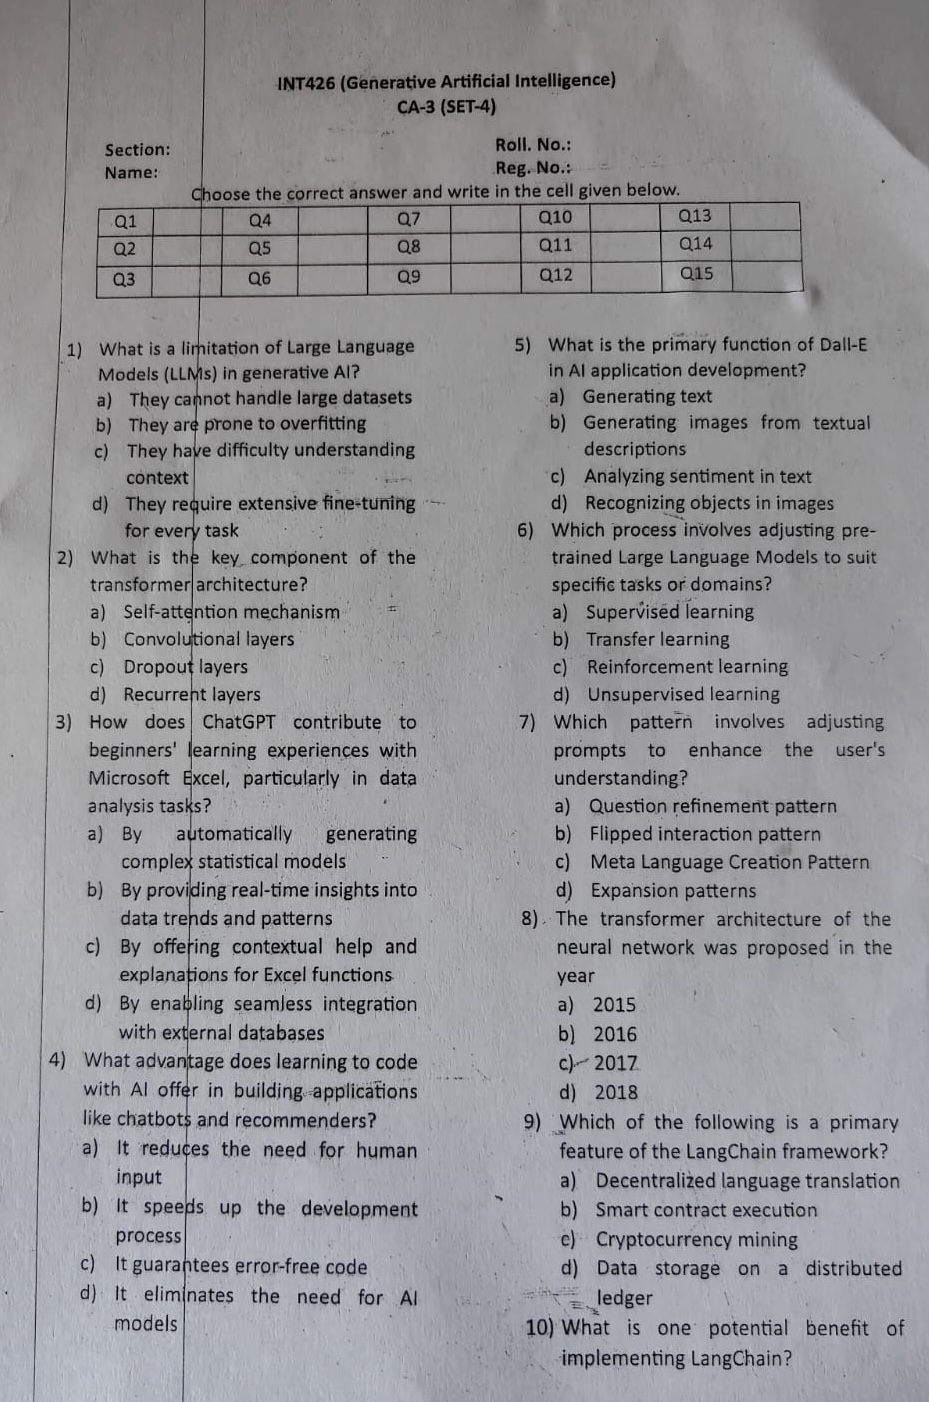 INT426 (Generative Artificial Intelligence)
CA-3 (SET-4)
Section:
Roll. No.:
Name:
Reg. No.:
Choose the correct answer and write in the cell given below.
Q1 Q4 Q7 Q10 Q13
Q2 Q5 Q8 Q11 Q14
Q3 Q6 Q9 Q12 Q15
1) What is a limitation of Large Language
Models (LLMs) in generative AI?
a) They cannot handle large datasets
b) They are prone to overfitting
c) They have difficulty understanding
context
d) They require extensive fine-tuning
for every task
2) What is the key component of the
transformer architecture?
a) Self-attention mechanism
b) Convolutional layers
c) Dropout layers
d) Recurrent layers
3) How does ChatGPT contribute to
beginners' learning experiences with
Microsoft Excel, particularly in data
analysis tasks?
a) By automatically generating
complex statistical models
b) By providing real-time insights into
data trends and patterns
c) By offering contextual help and
explanations for Excel functions
d) By enabling seamless integration
with external databases
4) What advantage does learning to code
with AI offer in building applications
like chatbots and recommenders?
a) It reduces the need for human
input
b) It speeds up the development
process
c) It guarantees error-free code
d) It eliminates the need for AI
models
5) What is the primary function of Dall-E
in AI application development?
a) Generating text
b) Generating images from textual
descriptions
c) Analyzing sentiment in text
d) Recognizing objects in images
6) Which process involves adjusting pre-
trained Large Language Models to suit
specific tasks or domains?
a) Supervised learning
b) Transfer learning
c) Reinforcement learning
d) Unsupervised learning
7) Which pattern involves adjusting
prompts to enhance the user's
understanding?
a) Question refinement pattern
b) Flipped interaction pattern
c) Meta Language Creation Pattern
d) Expansion patterns
8) The transformer architecture of the
neural network was proposed in the
year
a) 2015
b) 2016
c) 2017
d) 2018
9) Which of the following is a primary
feature of the LangChain framework?
a) Decentralized language translation
b) Smart contract execution
c) Cryptocurrency mining
d) Data storage on a distributed
ledger
10) What is one potential benefit of
implementing LangChain?